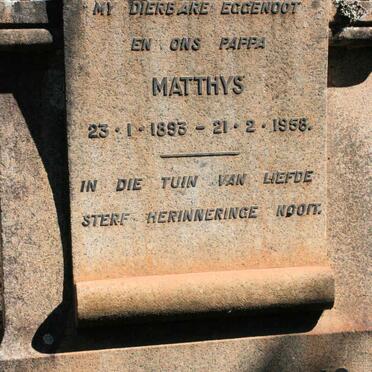 MY DIERBARE EGGENOOT
EN ONS PAPPA
MATTHYS
23 · 1 · 1893 – 21 · 2 · 1958.
IN DIE TUIN VAN LIEFDE
STERF HERINNERINGE NOOIT.